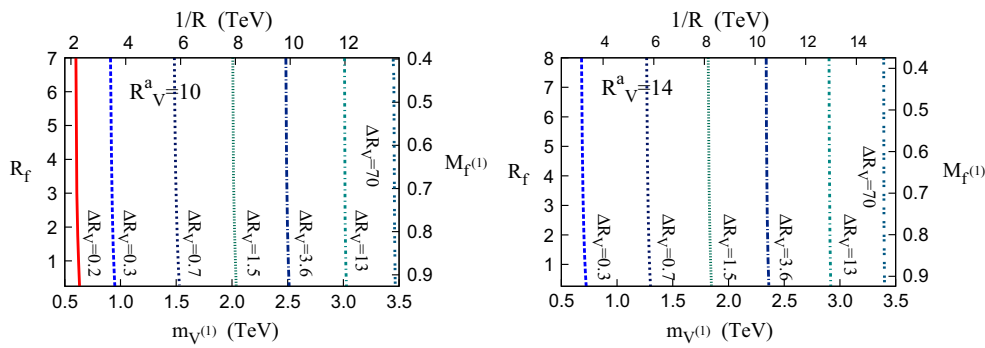 1/R (TeV)
2 4 6 8 10 12
7
6
5
4
3
2
1
R_f
R^a_V=10
ΔR_V=0.2
ΔR_V=0.3
ΔR_V=0.7
ΔR_V=1.5
ΔR_V=3.6
ΔR_V=13
ΔR_V=70
0.4
0.5
0.6
0.7
0.8
0.9
M_f(1)
0.5 1.0 1.5 2.0 2.5 3.0 3.5
m_V(1) (TeV)
1/R (TeV)
4 6 8 10 12 14
8
7
6
5
4
3
2
1
R_f
R^a_V=14
ΔR_V=0.3
ΔR_V=0.7
ΔR_V=1.5
ΔR_V=3.6
ΔR_V=13
ΔR_V=70
0.4
0.5
0.6
0.7
0.8
0.9
M_f(1)
0.5 1.0 1.5 2.0 2.5 3.0 3.5
m_V(1) (TeV)